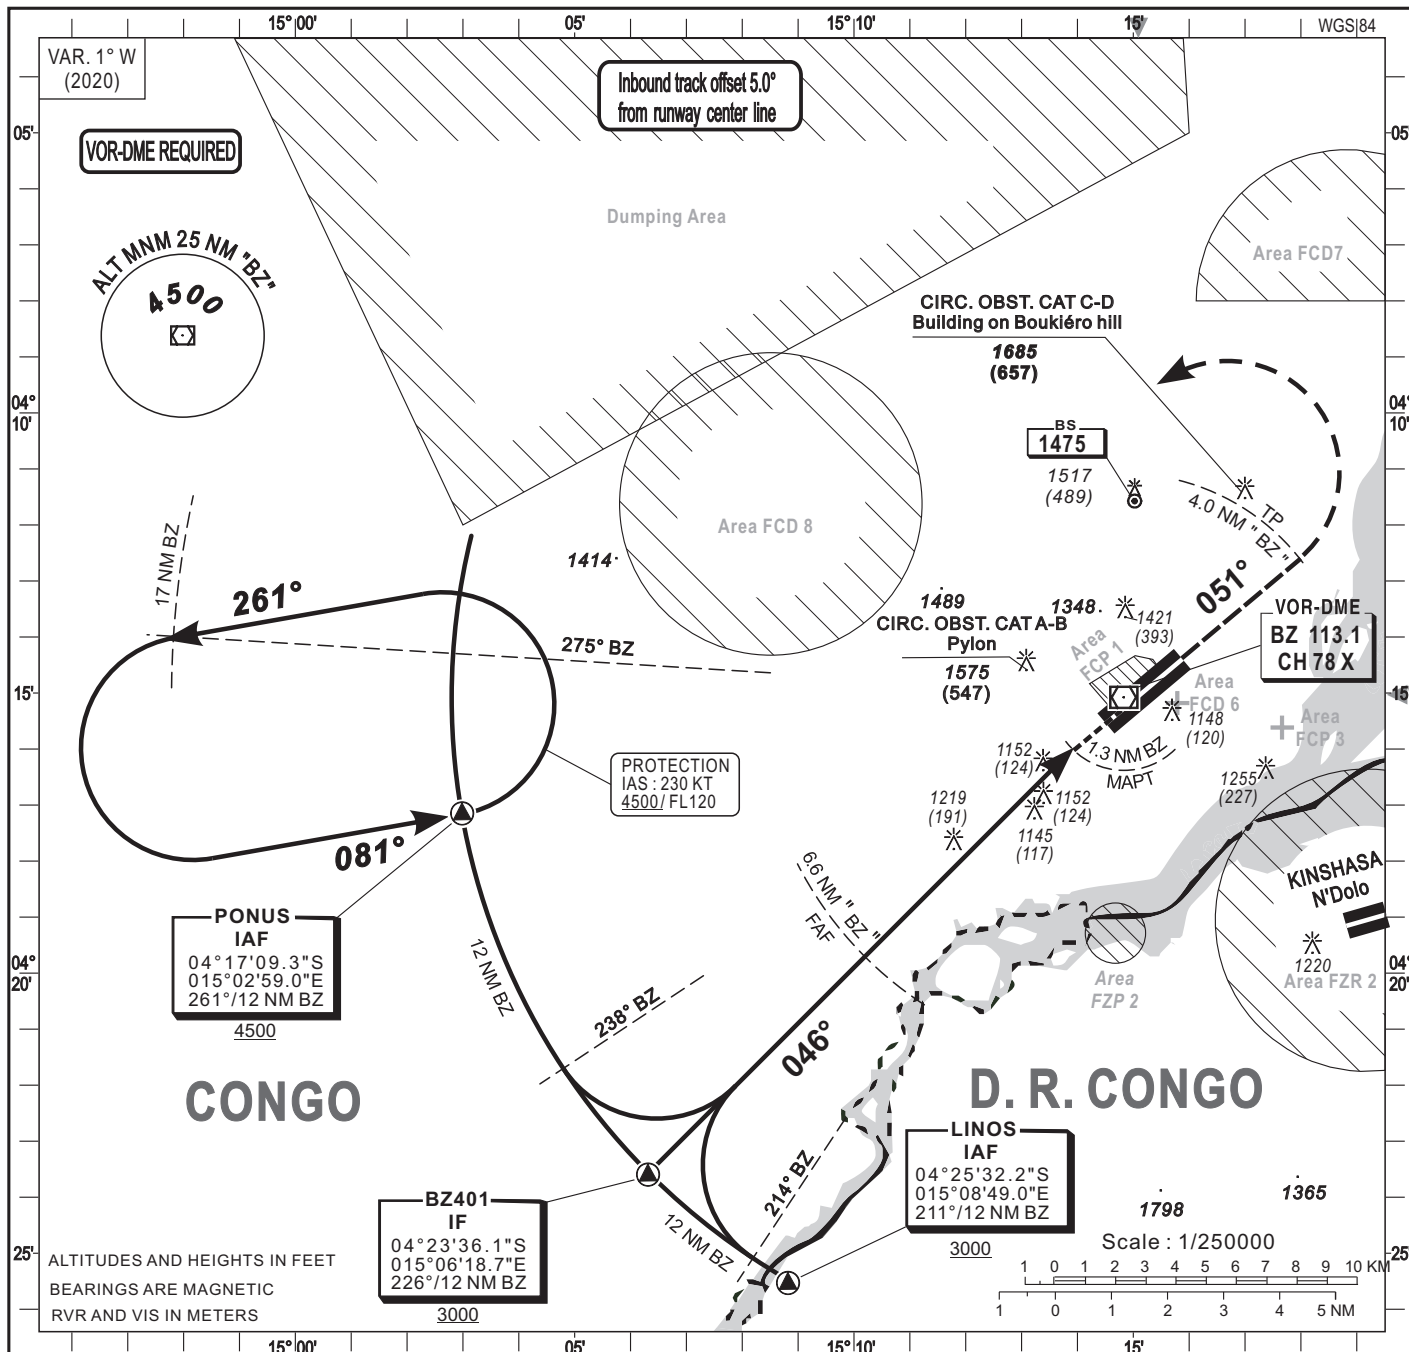 15° 00'
05'
15° 10'
15'
WGS 84
VAR. 1° W
(2020)
Inbound track offset 5.0°
from runway center line
VOR-DME REQUIRED
05'
05'
Dumping Area
Area FCD7
ALT MNM 25 NM "BZ"
4500
CIRC. OBST. CAT C-D
Building on Boukiéro hill
1685
(657)
04°
10'
04°
10'
BS
1475
1517
(489)
TP
4.0 NM " BZ "
Area FCD 8
17 NM BZ
1414
261°
051°
1489
1348
1421
(393)
CIRC. OBST. CAT A-B
Pylon
1575
(547)
VOR-DME
BZ 113.1
CH 78 X
275° BZ
Area
FCP 1
15'
15'
Area
FCD 6
Area
FCP 3
1148
(120)
1.3 NM BZ
MAPT
PROTECTION
IAS : 230 KT
4500/ FL120
1152
(124)
1255
(227)
1219
(191)
1152
(124)
1145
(117)
081°
6.6 NM " BZ "
FAF
KINSHASA
N'Dolo
PONUS
IAF
04°17'09.3"S
015°02'59.0"E
261°/12 NM BZ
4500
12 NM BZ
1220
Area FZR 2
Area
FZP 2
04°
20'
04°
20'
238° BZ
046°
CONGO
D. R. CONGO
LINOS
IAF
04°25'32.2"S
015°08'49.0"E
211°/12 NM BZ
3000
214° BZ
1798
1365
BZ401
IF
04°23'36.1"S
015°06'18.7"E
226°/12 NM BZ
3000
12 NM BZ
25'
25'
ALTITUDES AND HEIGHTS IN FEET
BEARINGS ARE MAGNETIC
RVR AND VIS IN METERS
Scale : 1/250000
1 0 1 2 3 4 5 6 7 8 9 10 KM
1 0 1 2 3 4 5 NM
15° 00'
05'
15° 10'
15'